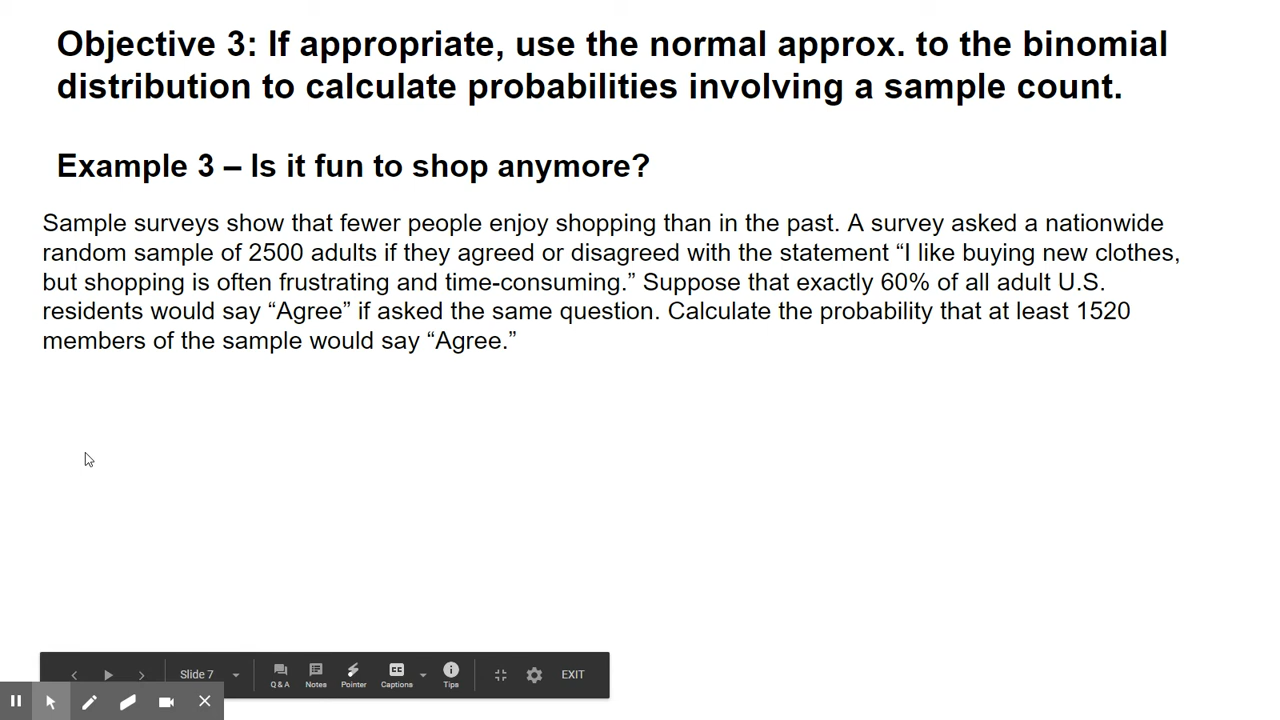 Objective 3: If appropriate, use the normal approx. to the binomial
distribution to calculate probabilities involving a sample count.
Example 3 – Is it fun to shop anymore?
Sample surveys show that fewer people enjoy shopping than in the past. A survey asked a nationwide
random sample of 2500 adults if they agreed or disagreed with the statement “I like buying new clothes,
but shopping is often frustrating and time-consuming.” Suppose that exactly 60% of all adult U.S.
residents would say “Agree” if asked the same question. Calculate the probability that at least 1520
members of the sample would say “Agree.”
Slide 7
Q & A
Notes
Pointer
CC
Captions
Tips
EXIT